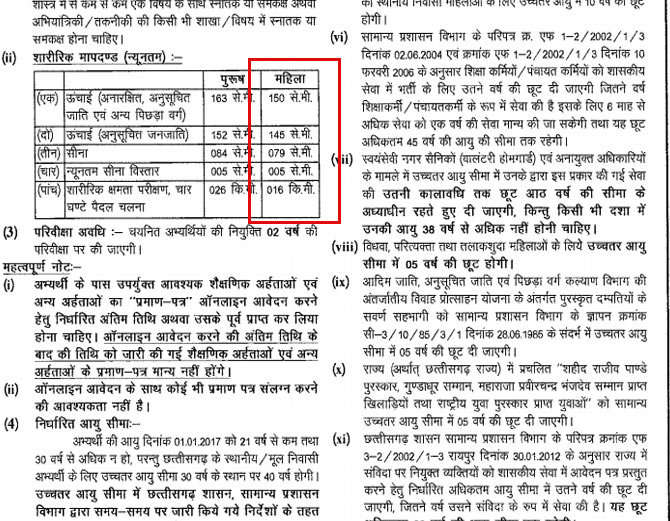 शास्त्र में से कम से कम एक विषय के साथ स्नातक या समकक्ष अथवा
अभियांत्रिकी/तकनीकी की किसी भी शाखा/विषय में स्नातक या
समकक्ष होना चाहिए।
(ii) शारीरिक मापदण्ड (न्यूनतम) :–
पुरूष महिला
(एक) ऊंचाई (अनारक्षित, अनुसूचित जाति एवं अन्य पिछड़ा वर्ग) 163 से.मी. 150 से.मी.
(दो) ऊंचाई (अनुसूचित जनजाति) 152 से.मी. 145 से.मी.
(तीन) सीना 084 से.मी. 079 से.मी.
(चार) न्यूनतम सीना विस्तार 005 से.मी. 005 से.मी.
(पांच) शारीरिक क्षमता परीक्षण, चार घण्टे पैदल चलना 026 कि.मी. 016 कि.मी.
(3) परिवीक्षा अवधि :– चयनित अभ्यर्थियों की नियुक्ति 02 वर्ष की
परिवीक्षा पर की जाएगी।
महत्वपूर्ण नोट:–
(i) अभ्यर्थी के पास उपर्युक्त आवश्यक शैक्षणिक अर्हताओं एवं
अन्य अर्हताओं का "प्रमाण–पत्र" ऑनलाइन आवेदन करने
हेतु निर्धारित अंतिम तिथि अथवा उसके पूर्व प्राप्त कर लिया
होना चाहिए। ऑनलाइन आवेदन करने की अंतिम तिथि के
बाद की तिथि को जारी की गई शैक्षणिक अर्हताओं एवं अन्य
अर्हताओं के प्रमाण–पत्र मान्य नहीं होंगे।
(ii) ऑनलाइन आवेदन के साथ कोई भी प्रमाण पत्र संलग्न करने
की आवश्यकता नहीं है।
(4) निर्धारित आयु सीमा:–
अभ्यर्थी की आयु दिनांक 01.01.2017 को 21 वर्ष से कम तथा
30 वर्ष से अधिक न हो, परन्तु छत्तीसगढ़ के स्थानीय/मूल निवासी
अभ्यर्थी के लिए उच्चतर आयु सीमा 30 वर्ष के स्थान पर 40 वर्ष होगी।
उच्चतर आयु सीमा में छत्तीसगढ़ शासन, सामान्य प्रशासन
विभाग द्वारा समय–समय पर जारी किये गये निर्देशों के तहत
की स्थानीय निवासी महिलाओं के लिए उच्चतर आयु में 10 वर्ष की छूट
होगी।
(vi) सामान्य प्रशासन विभाग के परिपत्र क्र. एफ 1–2/2002/1/3
दिनांक 02.06.2004 एवं क्रमांक एफ 1–2/2002/1/3 दिनांक 10
फरवरी 2006 के अनुसार शिक्षा कर्मियों/पंचायत कर्मियों को शासकीय
सेवा में भर्ती के लिए उतने वर्ष की छूट दी जाएगी जितने वर्ष
शिक्षाकर्मी/पंचायतकर्मी के रूप में सेवा की है इसके लिए 6 माह से
अधिक सेवा को एक वर्ष की सेवा मान्य की जा सकेगी तथा यह छूट
अधिकतम 45 वर्ष की आयु की सीमा तक रहेगी।
(vii) स्वयंसेवी नगर सैनिकों (वालंटरी होमगार्ड) एवं अनायुक्त अधिकारियों
के मामले में उच्चतर आयु सीमा में उनके द्वारा इस प्रकार की गई सेवा
की उतनी कालावधि तक छूट आठ वर्ष की सीमा के
अध्याधीन रहते हुए दी जाएगी, किन्तु किसी भी दशा में
उनकी आयु 38 वर्ष से अधिक नहीं होनी चाहिए।
(viii) विधवा, परित्यक्ता तथा तलाकशुदा महिलाओं के लिये उच्चतर आयु
सीमा में 05 वर्ष की छूट होगी।
(ix) आदिम जाति, अनुसूचित जाति एवं पिछड़ा वर्ग कल्याण विभाग की
अंतर्जातीय विवाह प्रोत्साहन योजना के अंतर्गत पुरस्कृत दम्पतियों के
सवर्ण सहभागी को सामान्य प्रशासन विभाग के ज्ञापन क्रमांक
सी–3/10/85/3/1 दिनांक 28.06.1985 के संदर्भ में उच्चतर आयु
सीमा में 05 वर्ष की छूट दी जाएगी।
(x) राज्य (अर्थात् छत्तीसगढ़ राज्य) में प्रचलित "शहीद राजीव पाण्डे
पुरस्कार, गुण्डाधूर सम्मान, महाराजा प्रवीरचन्द्र भंजदेव सम्मान प्राप्त
खिलाड़ियों तथा राष्ट्रीय युवा पुरस्कार प्राप्त युवाओं" को सामान्य
उच्चतर आयु सीमा में 05 वर्ष की छूट दी जाएगी।
(xi) छत्तीसगढ़ शासन सामान्य प्रशासन विभाग के परिपत्र क्रमांक एफ
3–2/2002/1–3 रायपुर दिनांक 30.01.2012 के अनुसार राज्य में
संविदा पर नियुक्त व्यक्तियों को शासकीय सेवा में आवेदन पत्र प्रस्तुत
करने हेतु निर्धारित अधिकतम आयु सीमा में उतने वर्ष की छूट दी
जाएगी, जितने वर्ष उसने संविदा के रुप में सेवा की है। यह छूट